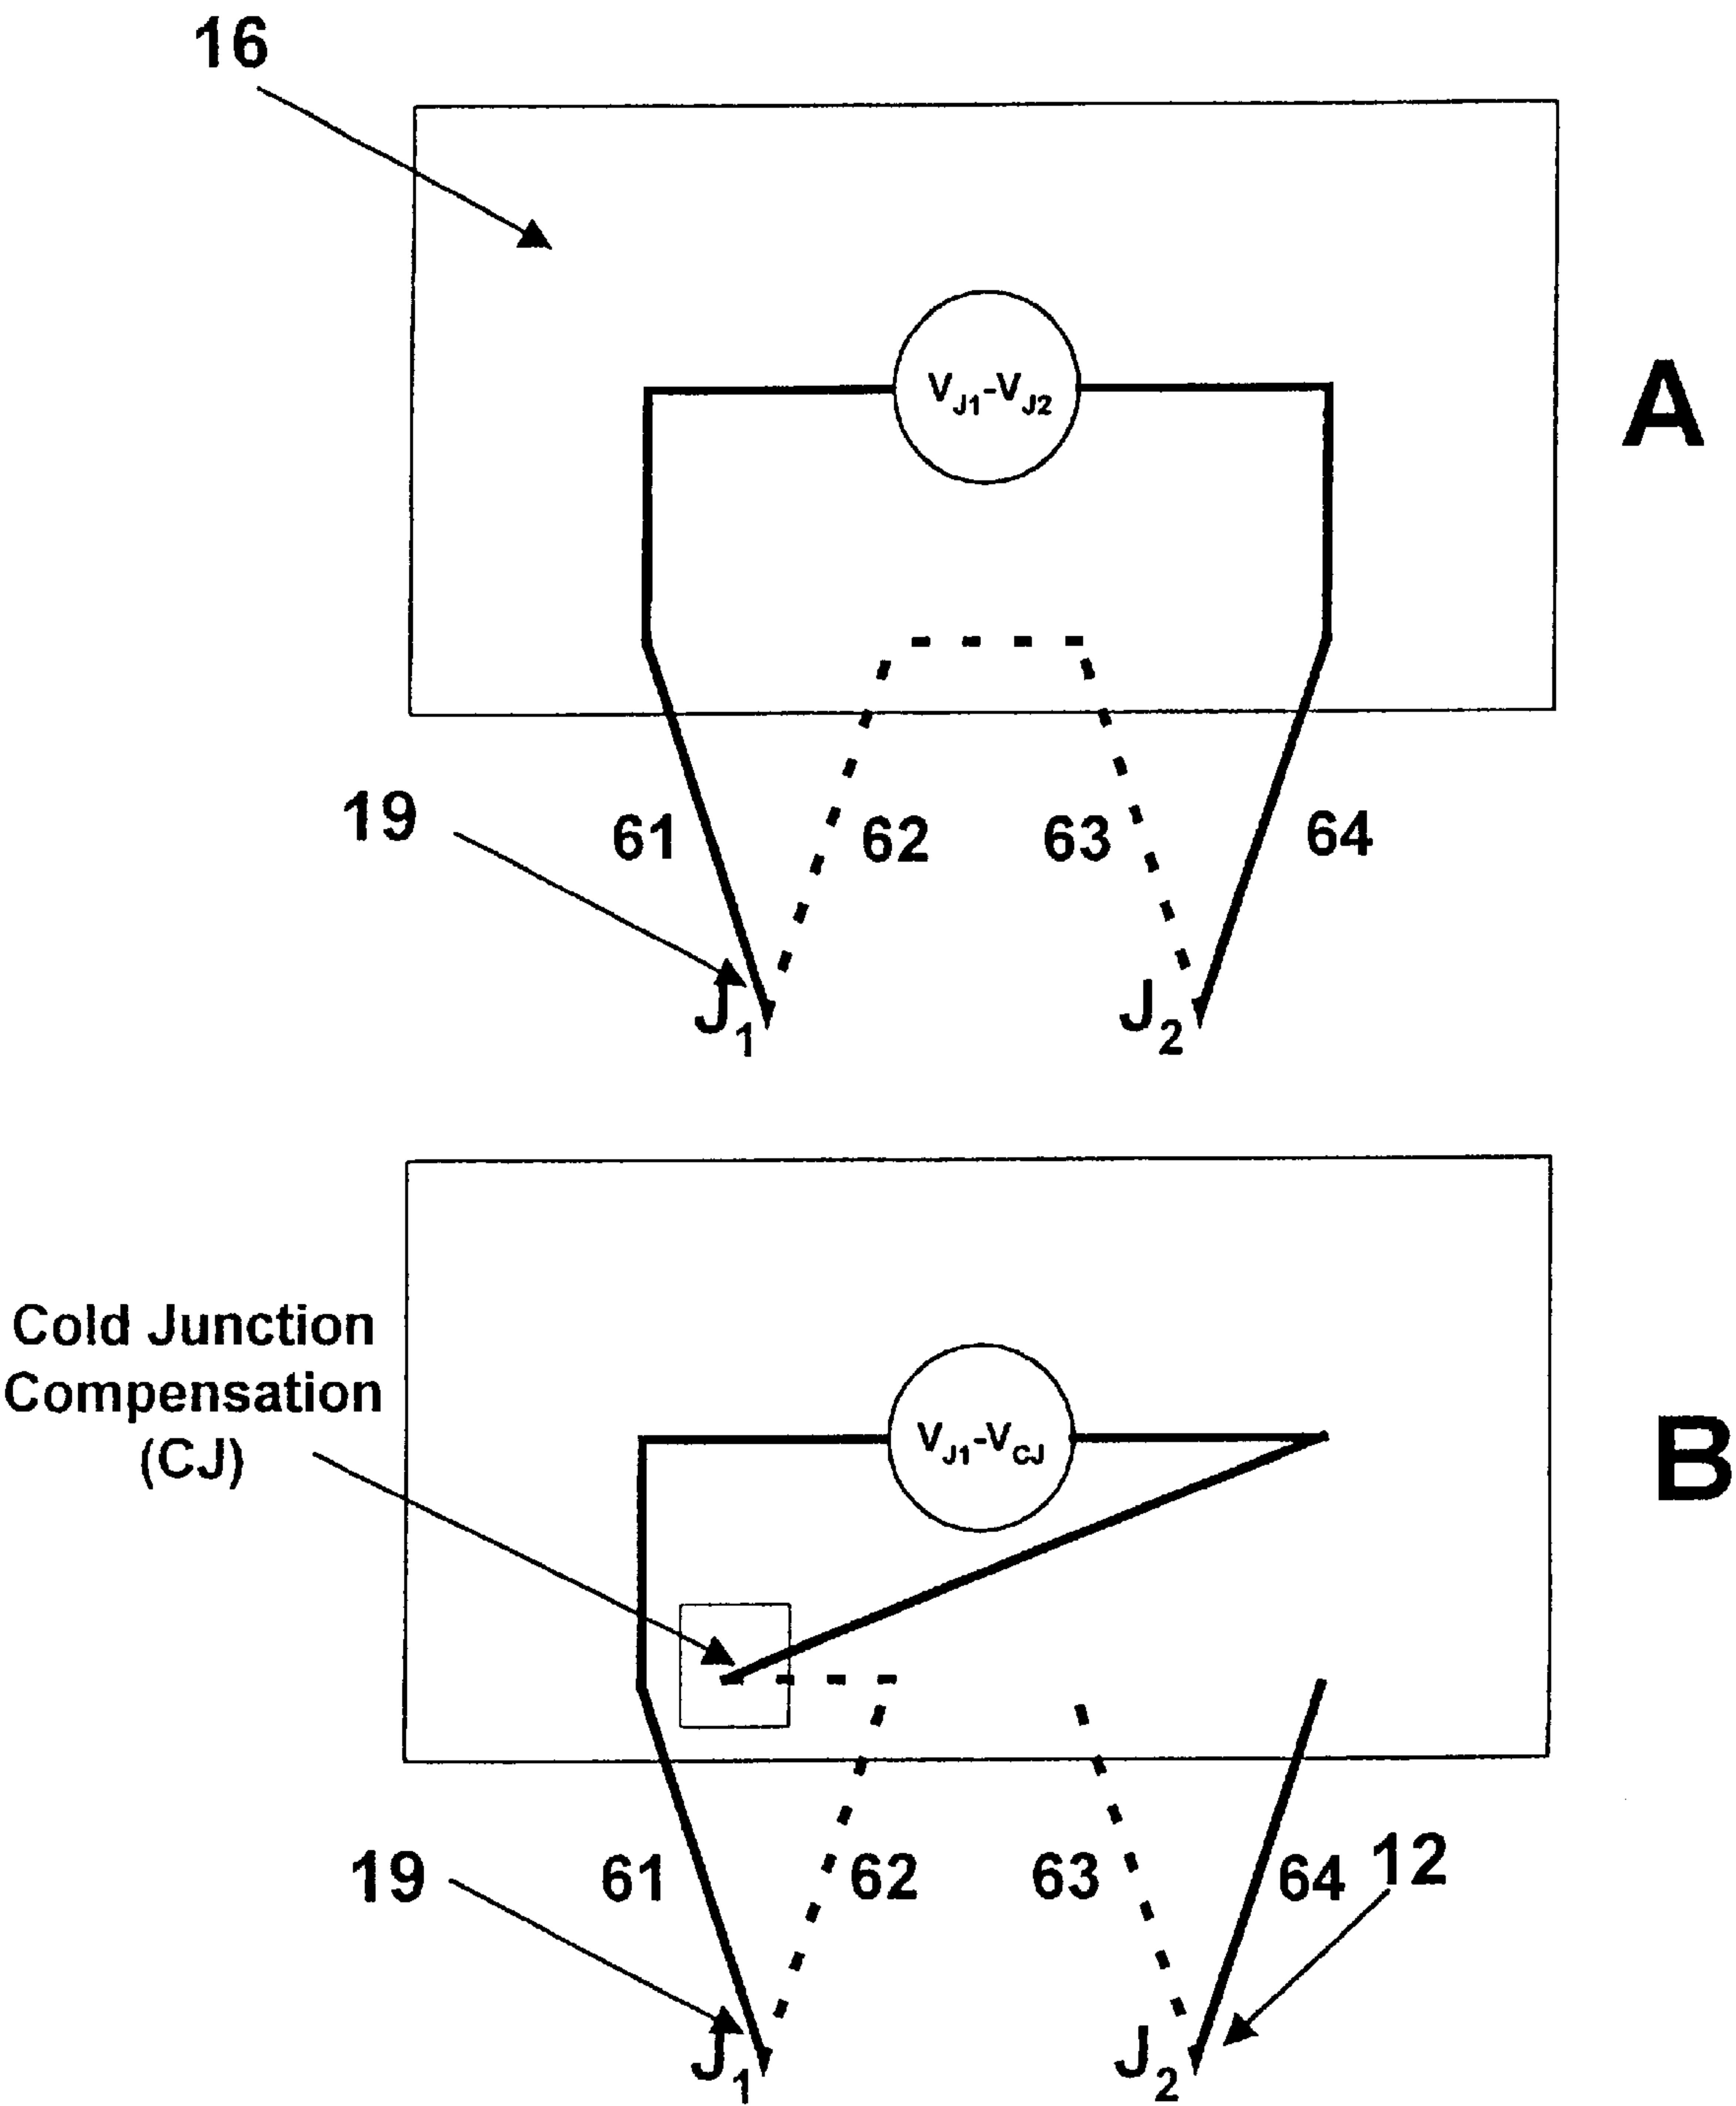 16
V_J1-V_J2
A
19
61
62
63
64
J_1
J_2
Cold Junction
Compensation
(CJ)
V_J1-V_CJ
B
19
61
62
63
64
12
J_1
J_2